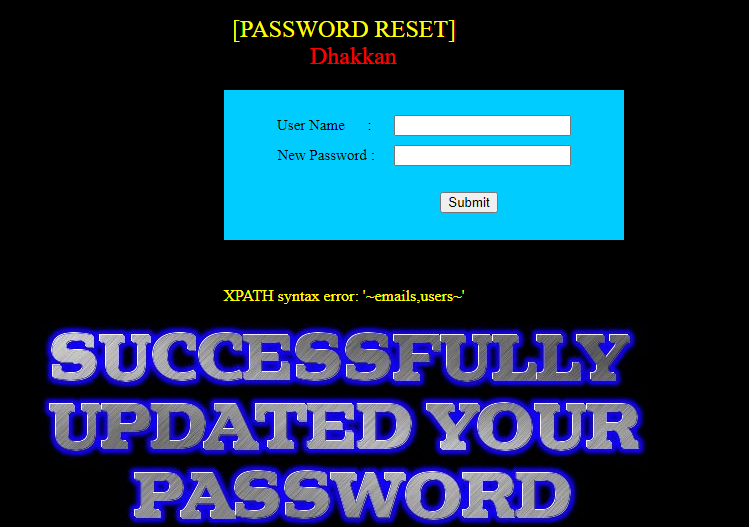 [PASSWORD RESET]
Dhakkan
User Name :
New Password :
Submit
XPATH syntax error: '~emails,users~'
SUCCESSFULLY
UPDATED YOUR
PASSWORD